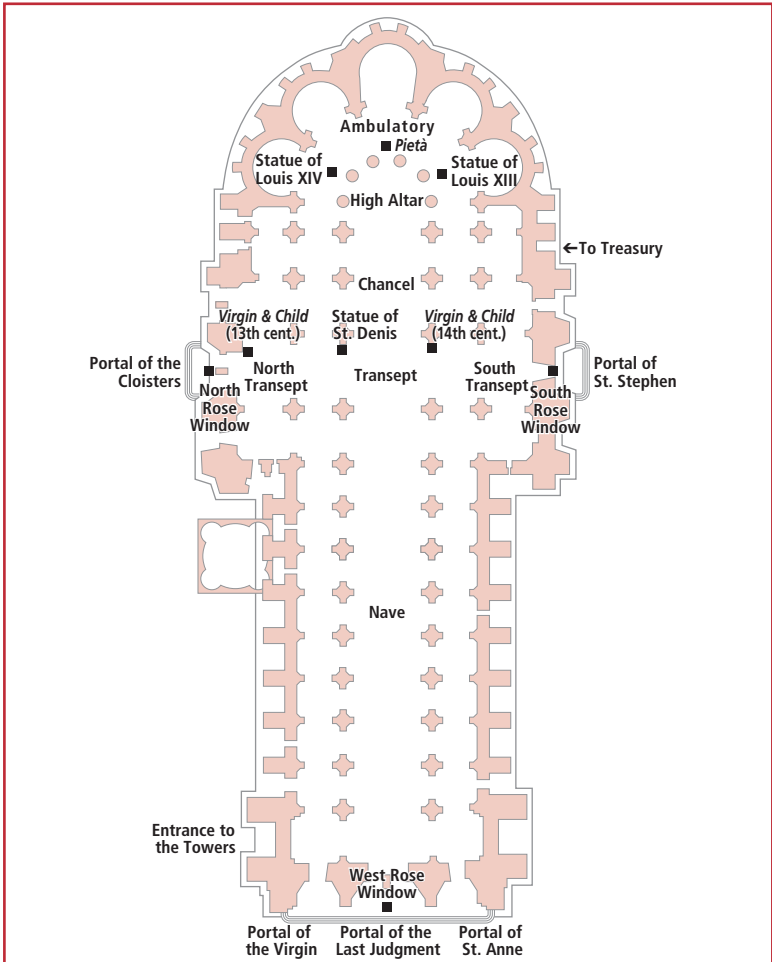 Ambulatory
Pietà
Statue of
Louis XIV
Statue of
Louis XIII
High Altar
←To Treasury
Chancel
Virgin & Child
(13th cent.)
Statue of
St. Denis
Virgin & Child
(14th cent.)
Portal of the
Cloisters
North
Transept
Transept
South
Transept
Portal of
St. Stephen
North
Rose
Window
South
Rose
Window
Nave
Entrance to
the Towers
West Rose
Window
Portal of
the Virgin
Portal of the
Last Judgment
Portal of
St. Anne